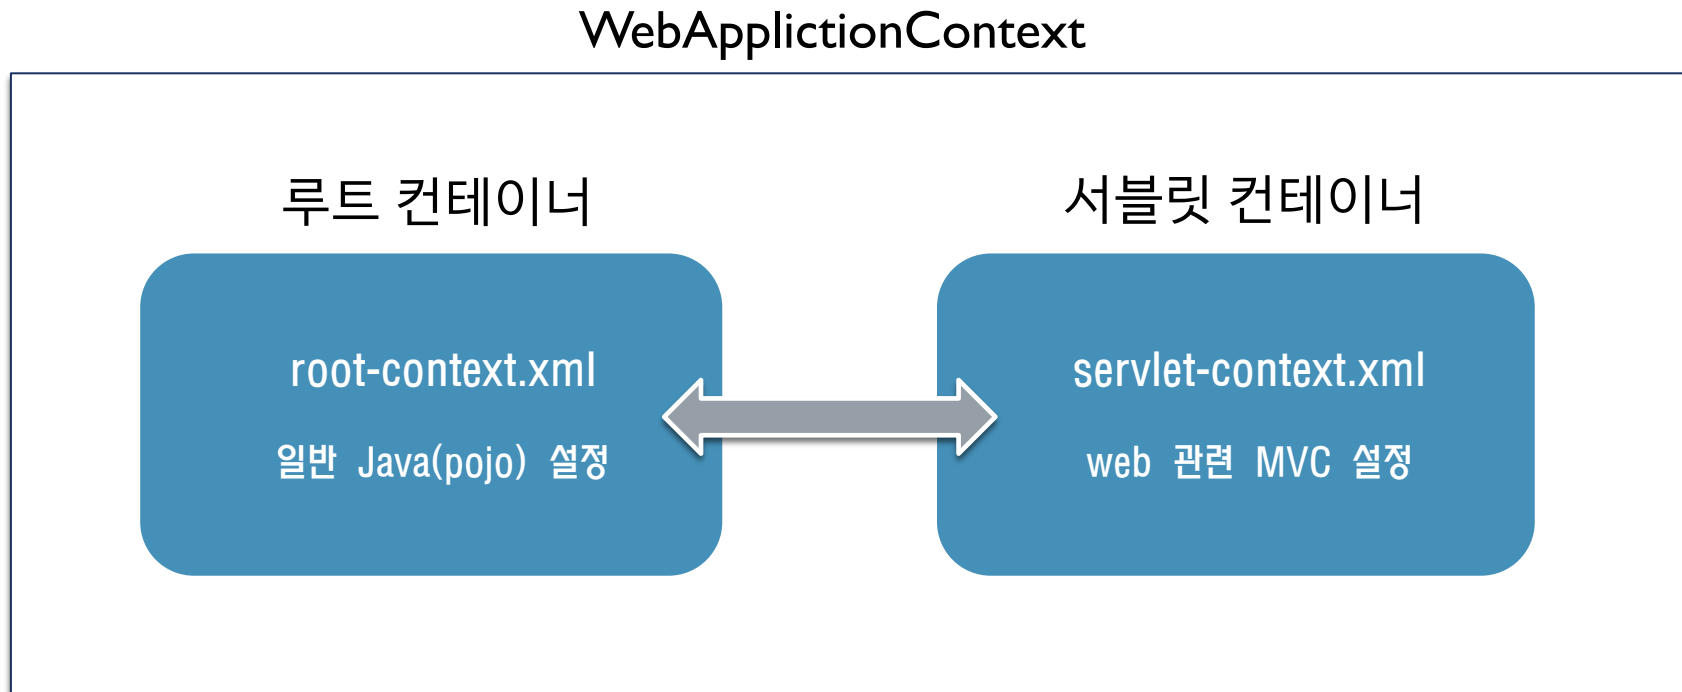 WebApplictionContext
루트 컨테이너
서블릿 컨테이너
root-context.xml
일반 Java(pojo) 설정
servlet-context.xml
web 관련 MVC 설정